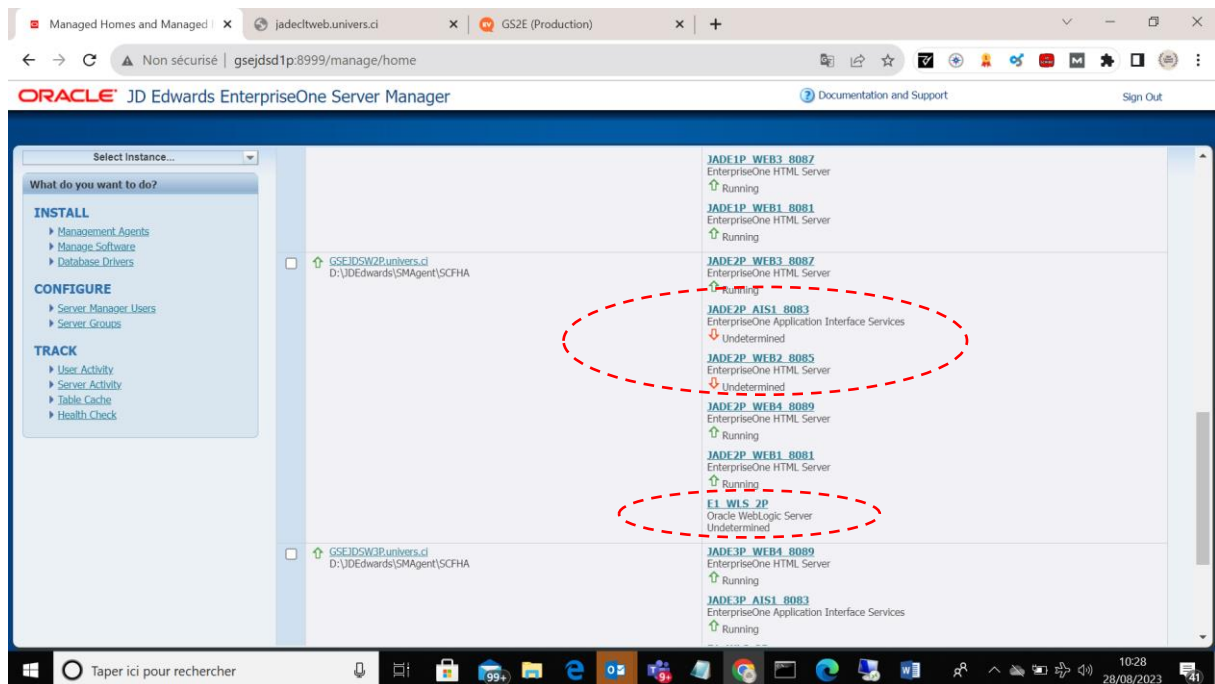 Managed Homes and Managed I
jadecltweb.univers.ci
GS2E (Production)
Non sécurisé | gsejdsd1p:8999/manage/home
ORACLE JD Edwards EnterpriseOne Server Manager
Documentation and Support
Sign Out
Select Instance...
What do you want to do?
INSTALL
Management Agents
Manage Software
Database Drivers
CONFIGURE
Server Manager Users
Server Groups
TRACK
User Activity
Server Activity
Table Cache
Health Check
JADE1P_WEB3_8087
EnterpriseOne HTML Server
Running
JADE1P_WEB1_8081
EnterpriseOne HTML Server
Running
GSEJDSW2P.univers.ci
D:\JDEdwards\SMAgent\SCFHA
JADE2P_WEB3_8087
EnterpriseOne HTML Server
Running
JADE2P_AIS1_8083
EnterpriseOne Application Interface Services
Undetermined
JADE2P_WEB2_8085
EnterpriseOne HTML Server
Undetermined
JADE2P_WEB4_8089
EnterpriseOne HTML Server
Running
JADE2P_WEB1_8081
EnterpriseOne HTML Server
Running
E1_WLS_2P
Oracle WebLogic Server
Undetermined
GSEJDSW3P.univers.ci
D:\JDEdwards\SMAgent\SCFHA
JADE3P_WEB4_8089
EnterpriseOne HTML Server
Running
JADE3P_AIS1_8083
EnterpriseOne Application Interface Services
Running
Taper ici pour rechercher
99+
9+
10:28
28/08/2023
41